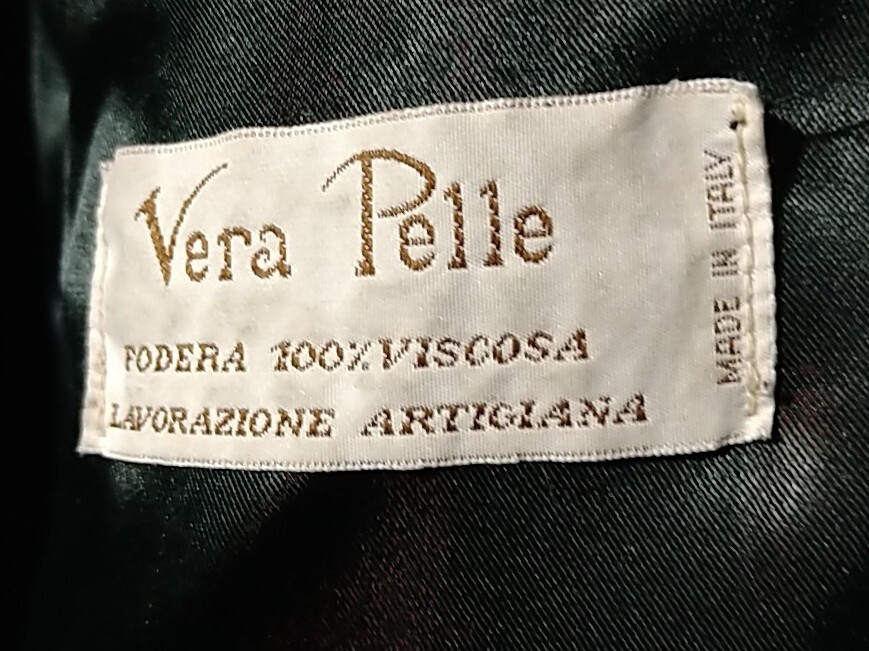 Vera Pelle
FODERA 100% VISCOSA
LAVORAZIONE ARTIGIANA
MADE IN ITALY